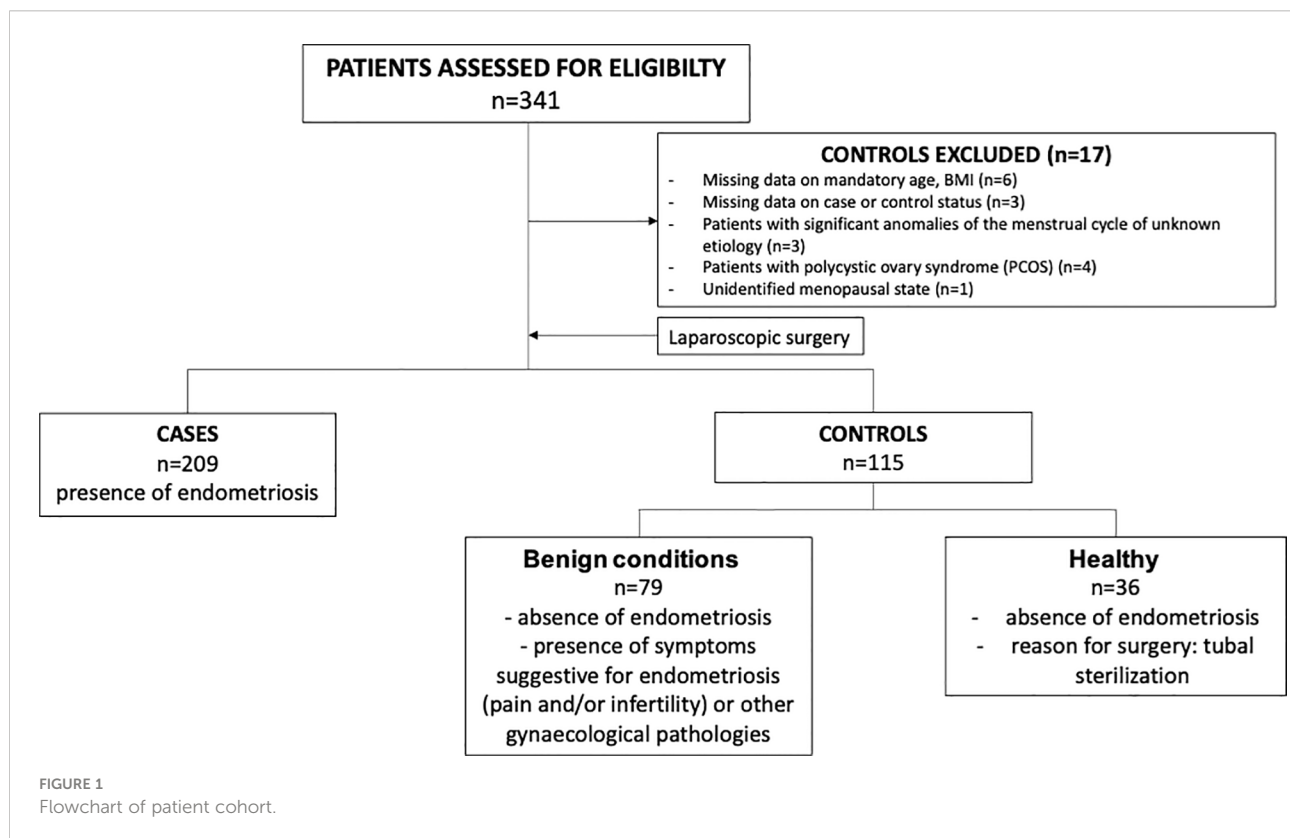 PATIENTS ASSESSED FOR ELIGIBILTY
n=341
CONTROLS EXCLUDED (n=17)
- Missing data on mandatory age, BMI (n=6)
- Missing data on case or control status (n=3)
- Patients with significant anomalies of the menstrual cycle of unknown
etiology (n=3)
- Patients with polycystic ovary syndrome (PCOS) (n=4)
- Unidentified menopausal state (n=1)
Laparoscopic surgery
CASES
n=209
presence of endometriosis
CONTROLS
n=115
Benign conditions
n=79
- absence of endometriosis
- presence of symptoms
suggestive for endometriosis
(pain and/or infertility) or other
gynaecological pathologies
Healthy
n=36
- absence of endometriosis
- reason for surgery: tubal
sterilization
FIGURE 1
Flowchart of patient cohort.